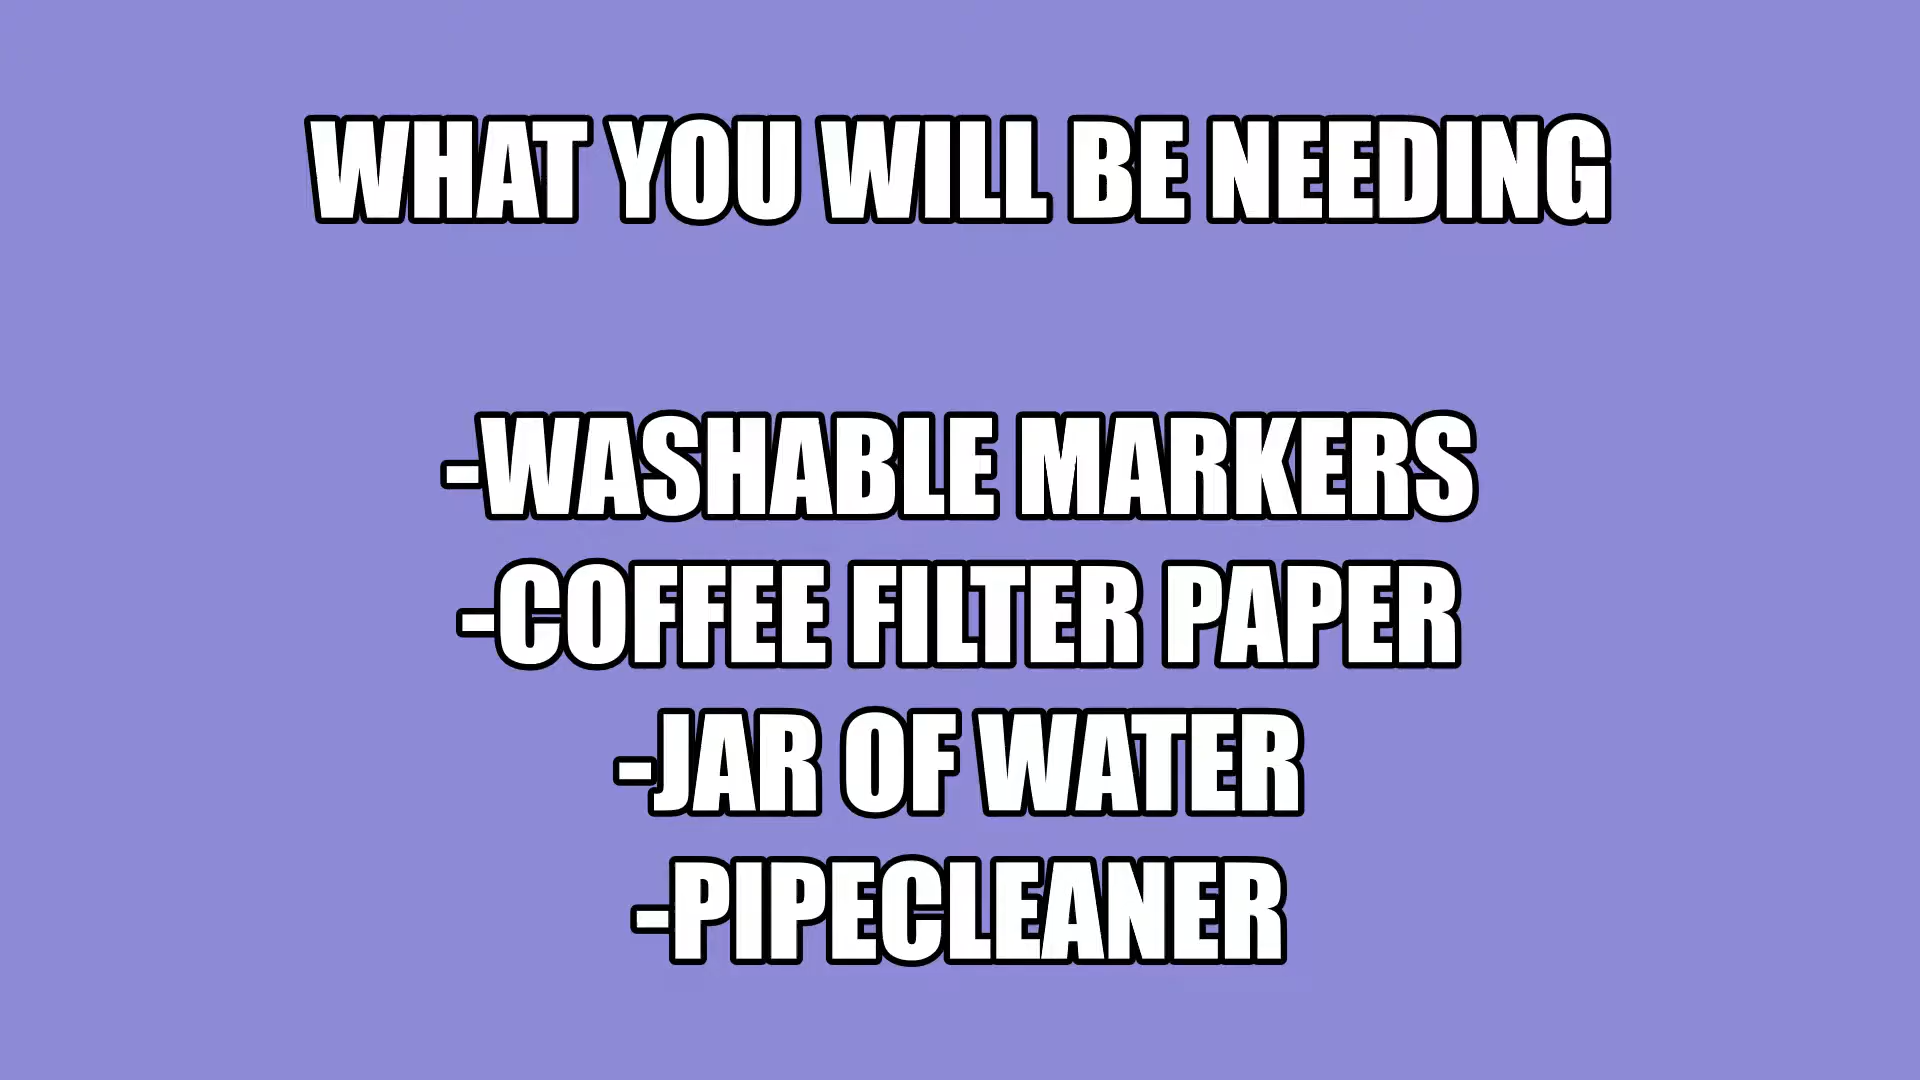 WHAT YOU WILL BE NEEDING
-WASHABLE MARKERS
-COFFEE FILTER PAPER
-JAR OF WATER
-PIPECLEANER